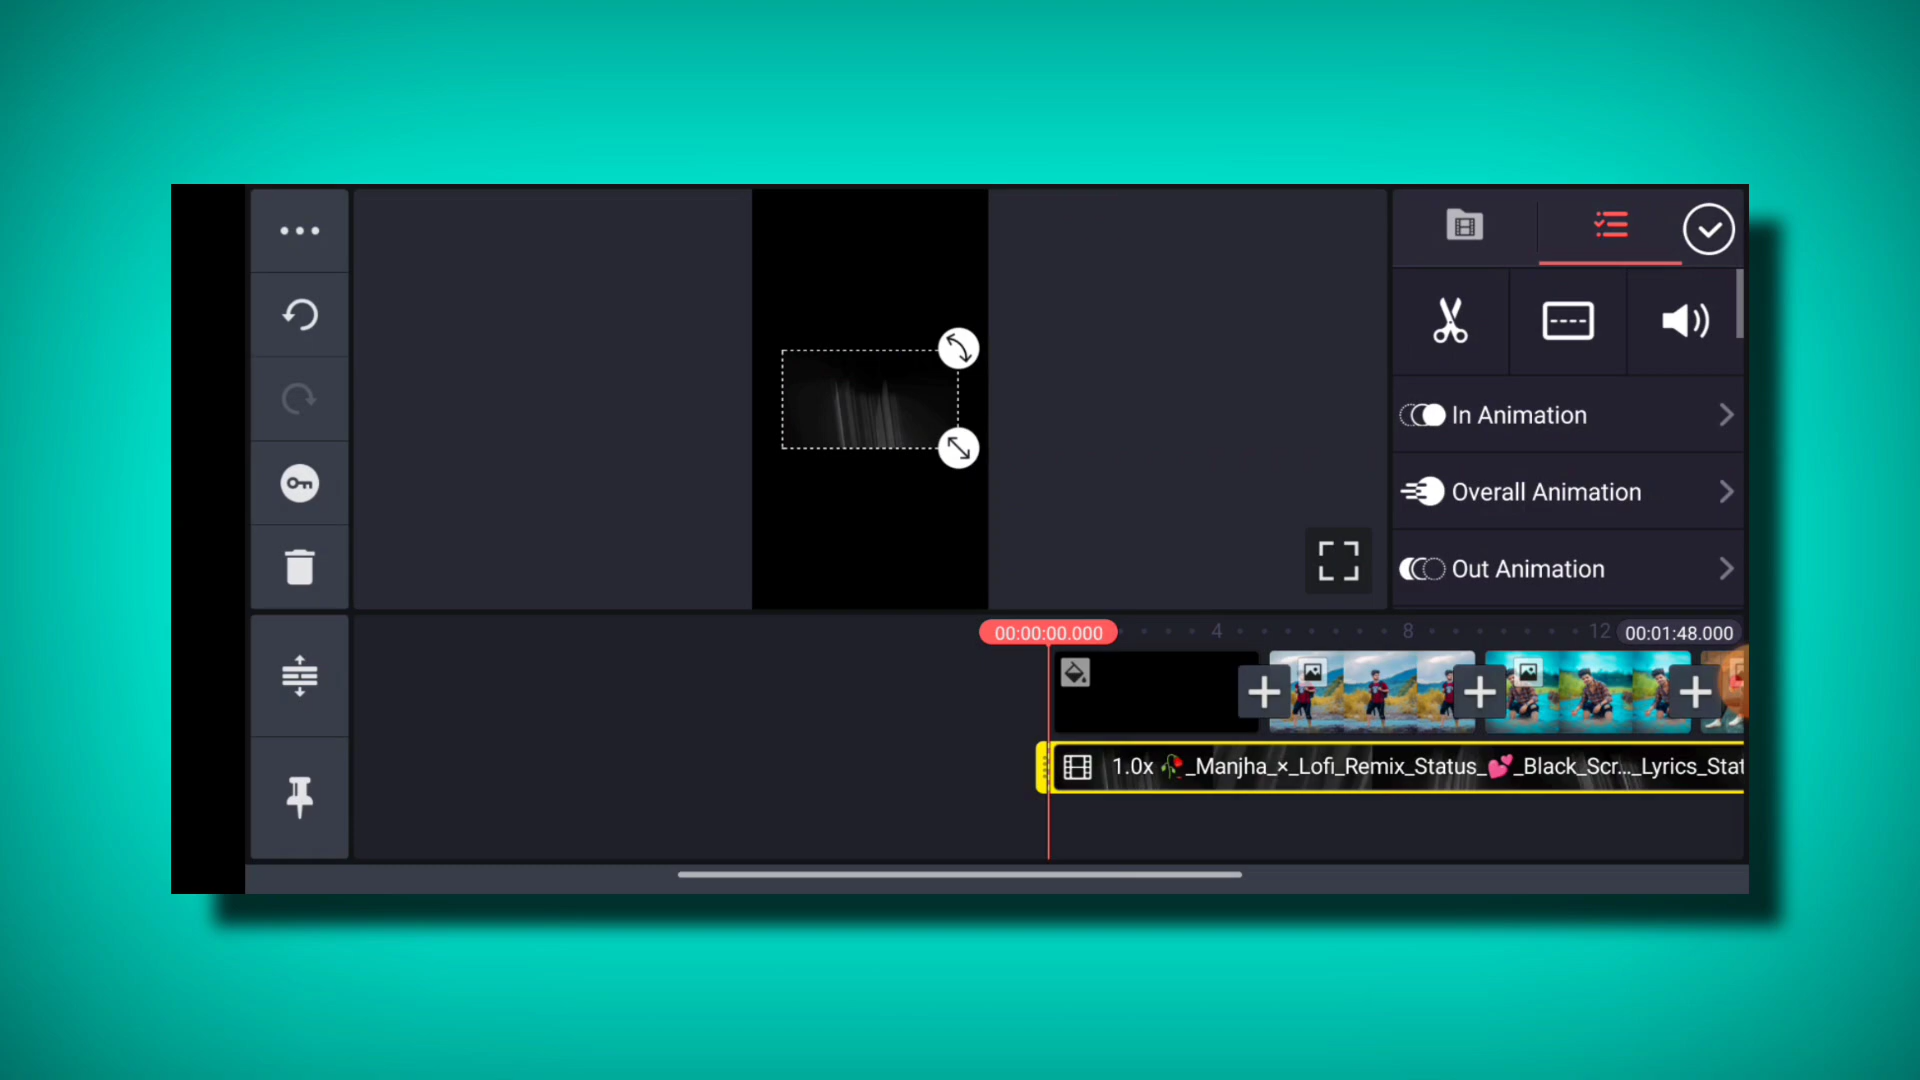 In Animation
Overall Animation
Out Animation
00:00:00.000
4
8
12
00:01:48.000
1.0x 🥀_Manjha_×_Lofi_Remix_Status_💕_Black_Scr..._Lyrics_Stat